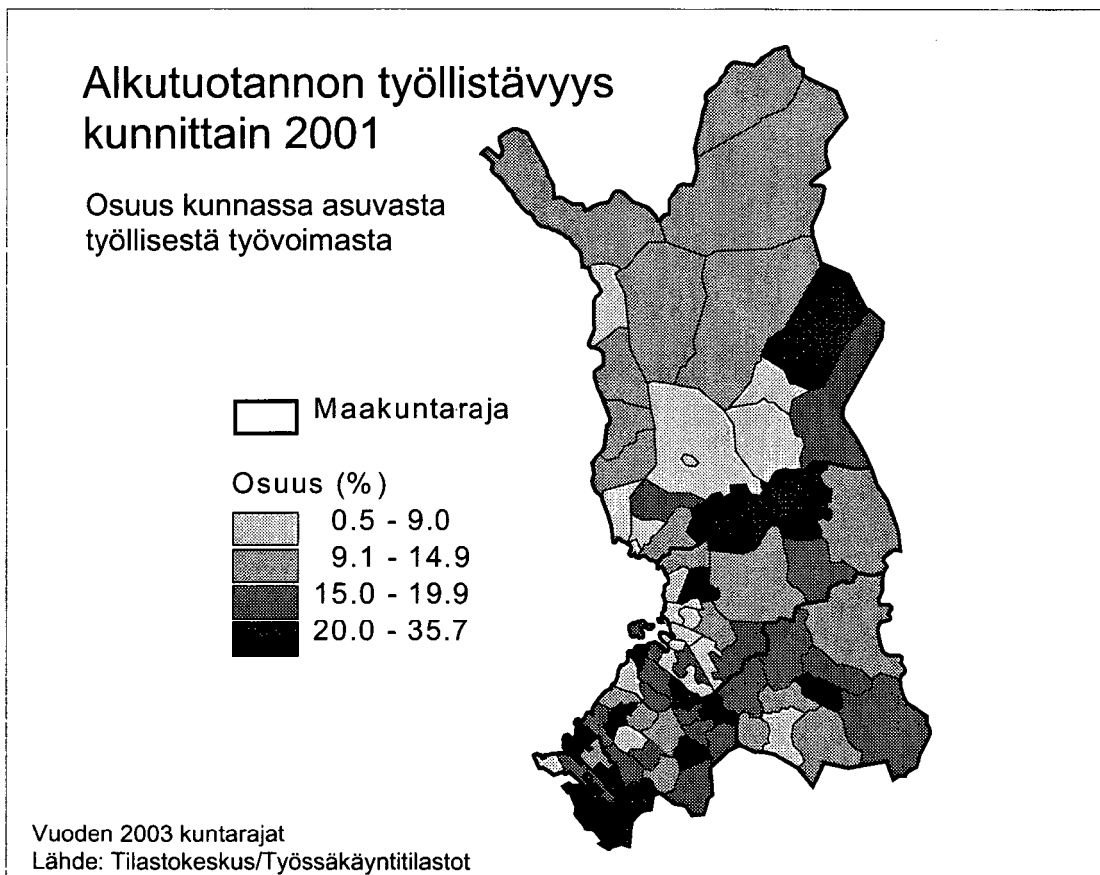 Alkutuotannon työllistävyys
kunnittain 2001
Osuus kunnassa asuvasta
työllisestä työvoimasta
Maakuntaraja
Osuus (%)
0.5 - 9.0
9.1 - 14.9
15.0 - 19.9
20.0 - 35.7
Vuoden 2003 kuntarajat
Lähde: Tilastokeskus/Työssäkäyntitilastot